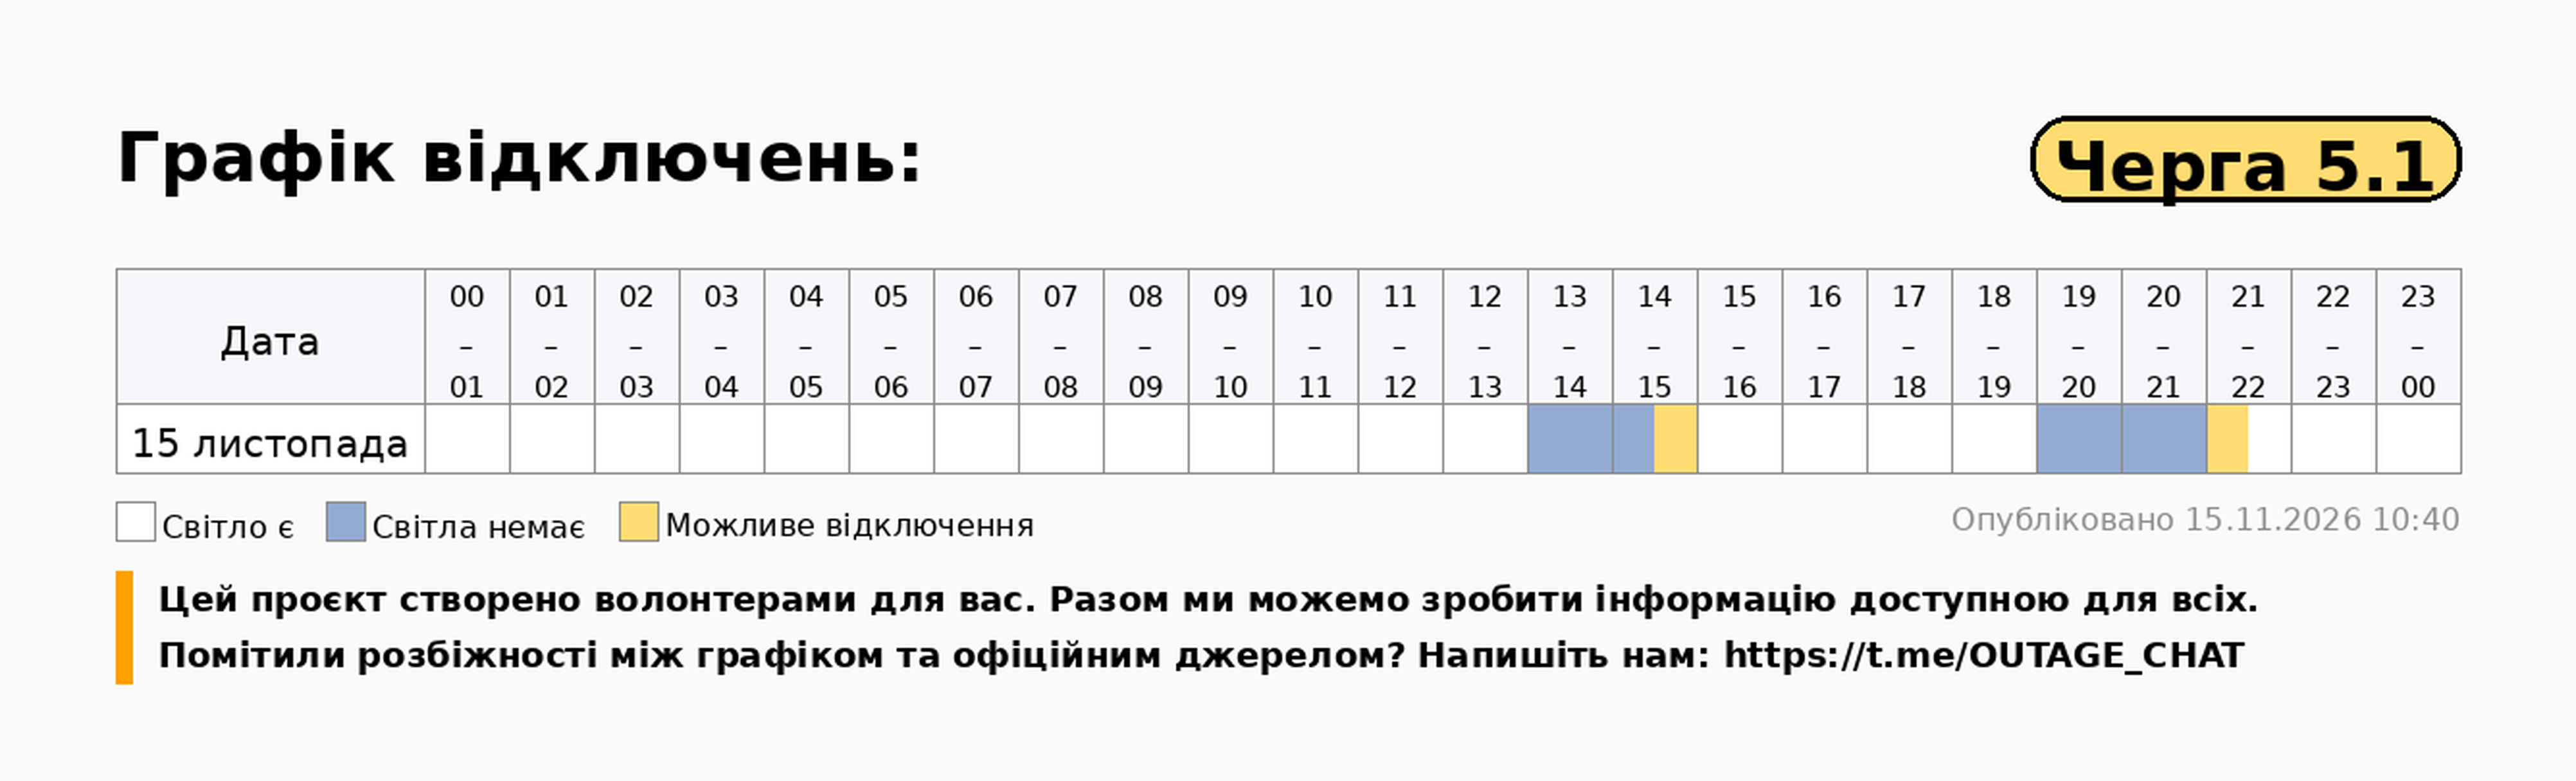 Графік відключень:
Черга 5.1
Дата
00 – 01
01 – 02
02 – 03
03 – 04
04 – 05
05 – 06
06 – 07
07 – 08
08 – 09
09 – 10
10 – 11
11 – 12
12 – 13
13 – 14
14 – 15
15 – 16
16 – 17
17 – 18
18 – 19
19 – 20
20 – 21
21 – 22
22 – 23
23 – 00
15 листопада
Світло є
Світла немає
Можливе відключення
Опубліковано 15.11.2026 10:40
Цей проєкт створено волонтерами для вас. Разом ми можемо зробити інформацію доступною для всіх.
Помітили розбіжності між графіком та офіційним джерелом? Напишіть нам: https://t.me/OUTAGE_CHAT